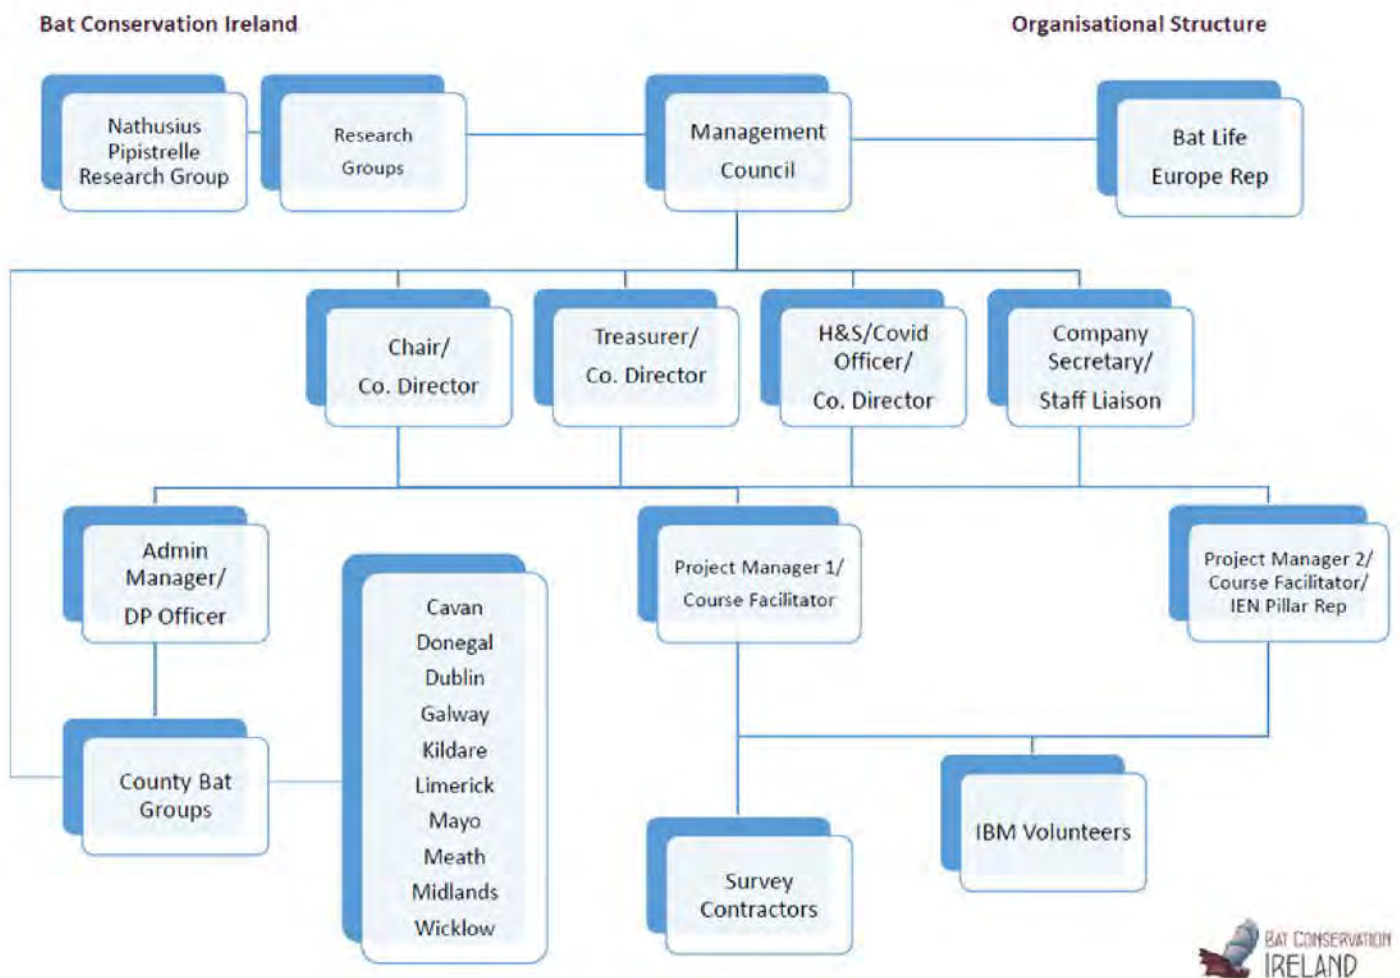 Bat Conservation Ireland
Organisational Structure
Nathusius
Pipistrelle
Research Group
Research
Groups
Management
Council
Bat Life
Europe Rep
Chair/
Co. Director
Treasurer/
Co. Director
H&S/Covid
Officer/
Co. Director
Company
Secretary/
Staff Liaison
Admin
Manager/
DP Officer
Project Manager 1/
Course Facilitator
Project Manager 2/
Course Facilitator/
IEN Pillar Rep
County Bat
Groups
Cavan
Donegal
Dublin
Galway
Kildare
Limerick
Mayo
Meath
Midlands
Wicklow
Survey
Contractors
IBM Volunteers
BAT CONSERVATION
IRELAND